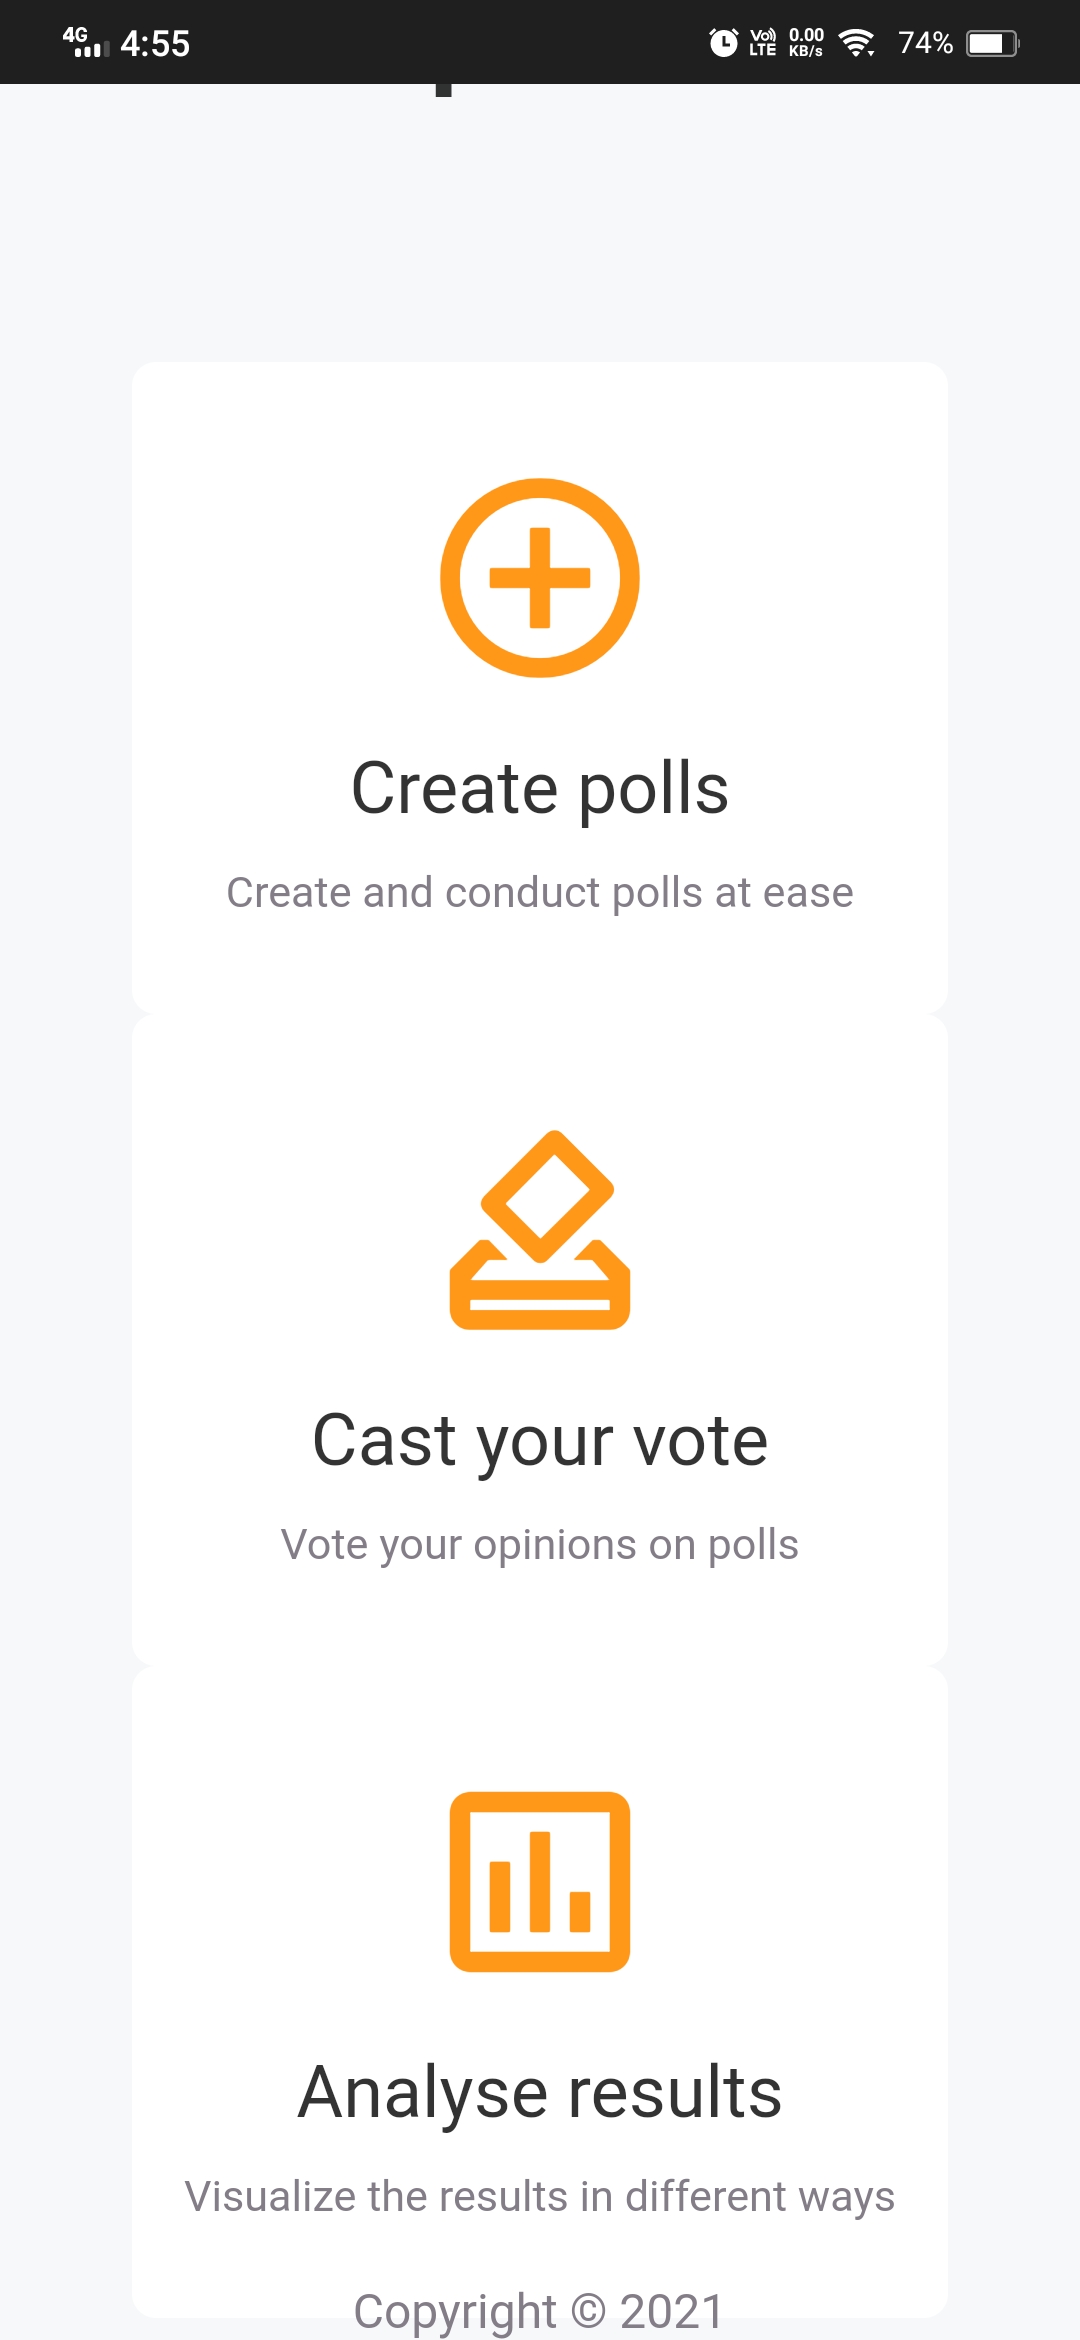 4G 4:55 Vo) LTE 0.00 KB/s 74%
Create polls
Create and conduct polls at ease
Cast your vote
Vote your opinions on polls
Analyse results
Visualize the results in different ways
Copyright © 2021